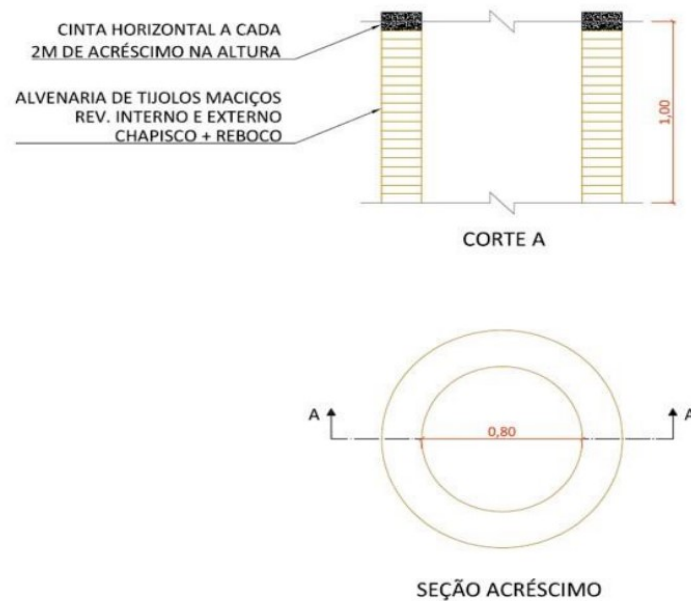 CINTA HORIZONTAL A CADA
2M DE ACRÉSCIMO NA ALTURA
ALVENARIA DE TIJOLOS MACIÇOS
REV. INTERNO E EXTERNO
CHAPISCO + REBOCO
1,00
CORTE A
A
A
0,80
SEÇÃO ACRÉSCIMO